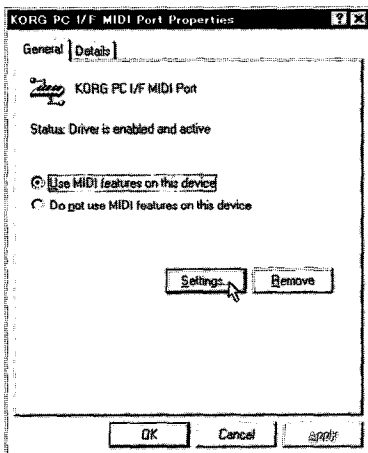 KORG PC I/F MIDI Port Properties
General Details
KORG PC I/F MIDI Port
Status: Driver is enabled and active
Use MIDI features on this device
Do not use MIDI features on this device
Settings... Remove
OK Cancel Apply